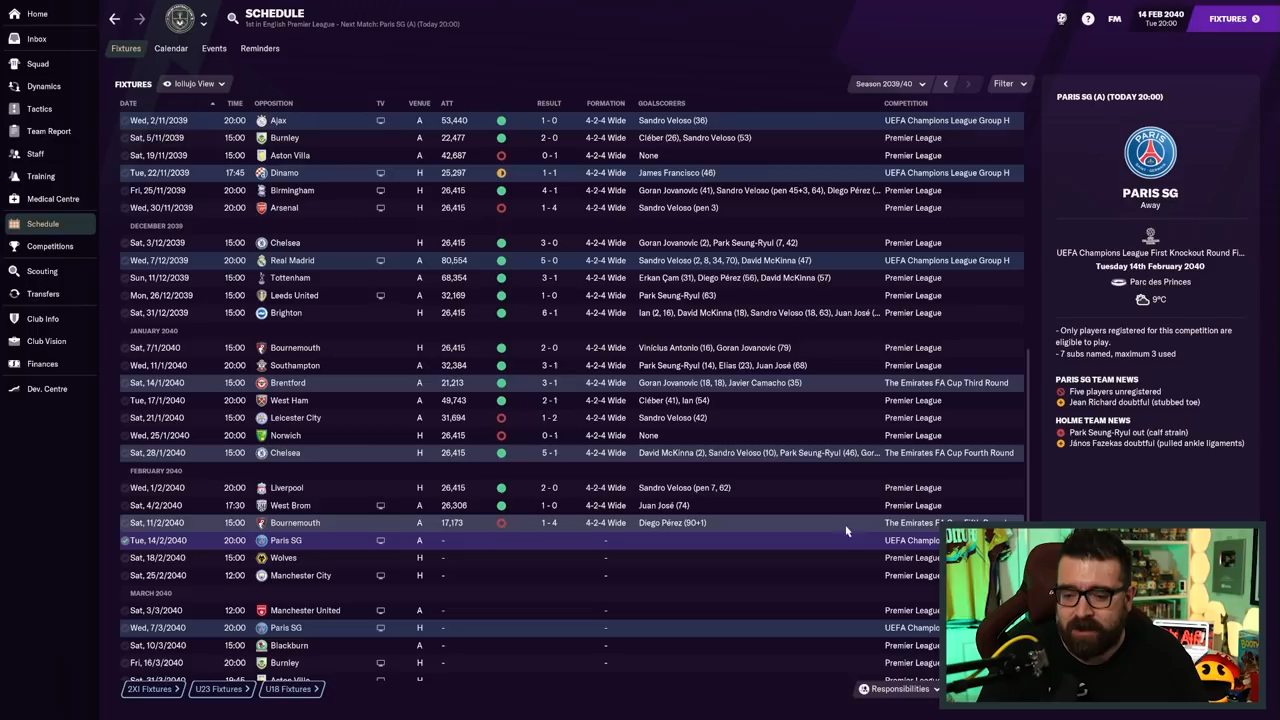 Home
Inbox
Squad
Dynamics
Tactics
Team Report
Staff
Training
Medical Centre
Schedule
Competitions
Scouting
Transfers
Club Info
Club Vision
Finances
Dev. Centre
SCHEDULE
1st in English Premier League - Next Match: Paris SG (A) (Today 20:00)
FM
14 FEB 2040
Tue 20:00
FIXTURES
Fixtures Calendar Events Reminders
FIXTURES lollujo View Season 2039/40 Filter
DATE TIME OPPOSITION TV VENUE ATT RESULT FORMATION GOALSCORERS COMPETITION
Wed, 2/11/2039 20:00 Ajax A 53,440 1 - 0 4-2-4 Wide Sandro Veloso (36) UEFA Champions League Group H
Sat, 5/11/2039 15:00 Burnley A 22,477 2 - 0 4-2-4 Wide Cléber (26), Sandro Veloso (53) Premier League
Sat, 19/11/2039 15:00 Aston Villa A 42,687 0 - 1 4-2-4 Wide None Premier League
Tue, 22/11/2039 17:45 Dinamo H 25,297 1 - 1 4-2-4 Wide James Francisco (46) UEFA Champions League Group H
Fri, 25/11/2039 20:00 Birmingham H 26,415 4 - 1 4-2-4 Wide Goran Jovanovic (41), Sandro Veloso (pen 45+3, 64), Diego Pérez (... Premier League
Wed, 30/11/2039 20:00 Arsenal H 26,415 1 - 4 4-2-4 Wide Sandro Veloso (pen 3) Premier League
DECEMBER 2039
Sat, 3/12/2039 15:00 Chelsea H 26,415 3 - 0 4-2-4 Wide Goran Jovanovic (2), Park Seung-Ryul (7, 42) Premier League
Wed, 7/12/2039 20:00 Real Madrid A 80,554 5 - 0 4-2-4 Wide Sandro Veloso (2, 8, 34, 70), David McKinna (47) UEFA Champions League Group H
Sun, 11/12/2039 15:00 Tottenham A 68,354 3 - 1 4-2-4 Wide Erkan Çam (31), Diego Pérez (56), David McKinna (57) Premier League
Mon, 26/12/2039 15:00 Leeds United A 32,169 1 - 0 4-2-4 Wide Park Seung-Ryul (63) Premier League
Sat, 31/12/2039 15:00 Brighton H 26,415 6 - 1 4-2-4 Wide Ian (2, 16), David McKinna (18), Sandro Veloso (18, 63), Juan José (... Premier League
JANUARY 2040
Sat, 7/1/2040 15:00 Bournemouth H 26,415 2 - 0 4-2-4 Wide Vinícius Antonio (16), Goran Jovanovic (79) Premier League
Wed, 11/1/2040 20:00 Southampton A 32,384 3 - 1 4-2-4 Wide Park Seung-Ryul (14), Elias (23), Juan José (68) Premier League
Sat, 14/1/2040 15:00 Brentford A 21,213 3 - 1 4-2-4 Wide Goran Jovanovic (18, 18), Javier Camacho (35) The Emirates FA Cup Third Round
Tue, 17/1/2040 20:00 West Ham A 49,743 2 - 1 4-2-4 Wide Cléber (41), Ian (54) Premier League
Sat, 21/1/2040 15:00 Leicester City A 31,694 1 - 2 4-2-4 Wide Sandro Veloso (42) Premier League
Wed, 25/1/2040 20:00 Norwich H 26,415 0 - 1 4-2-4 Wide None Premier League
Sat, 28/1/2040 15:00 Chelsea H 26,415 5 - 1 4-2-4 Wide David McKinna (2), Sandro Veloso (10), Park Seung-Ryul (46), Gor... The Emirates FA Cup Fourth Round
FEBRUARY 2040
Wed, 1/2/2040 20:00 Liverpool H 26,415 2 - 0 4-2-4 Wide Sandro Veloso (pen 7, 62) Premier League
Sat, 4/2/2040 17:30 West Brom A 26,306 1 - 0 4-2-4 Wide Juan José (74) Premier League
Sat, 11/2/2040 15:00 Bournemouth A 17,173 1 - 4 4-2-4 Wide Diego Pérez (90+1) The Emirates
Tue, 14/2/2040 20:00 Paris SG A - - UEFA Champio
Sat, 18/2/2040 15:00 Wolves A - - Premier League
Sat, 25/2/2040 12:00 Manchester City H - - Premier League
MARCH 2040
Sat, 3/3/2040 12:00 Manchester United A - - Premier League
Wed, 7/3/2040 20:00 Paris SG H - - UEFA Champio
Sat, 10/3/2040 15:00 Blackburn A - - Premier League
Fri, 16/3/2040 20:00 Burnley H - - Premier League
2XI Fixtures U23 Fixtures U18 Fixtures Responsibilities
PARIS SG (A) (TODAY 20:00)
PARIS SG
Away
UEFA Champions League First Knockout Round Fi...
Tuesday 14th February 2040
Parc des Princes
9°C
- Only players registered for this competition are
eligible to play.
- 7 subs named, maximum 3 used
PARIS SG TEAM NEWS
Five players unregistered
Jean Richard doubtful (stubbed toe)
HOLME TEAM NEWS
Park Seung-Ryul out (calf strain)
János Fazekas doubtful (pulled ankle ligaments)